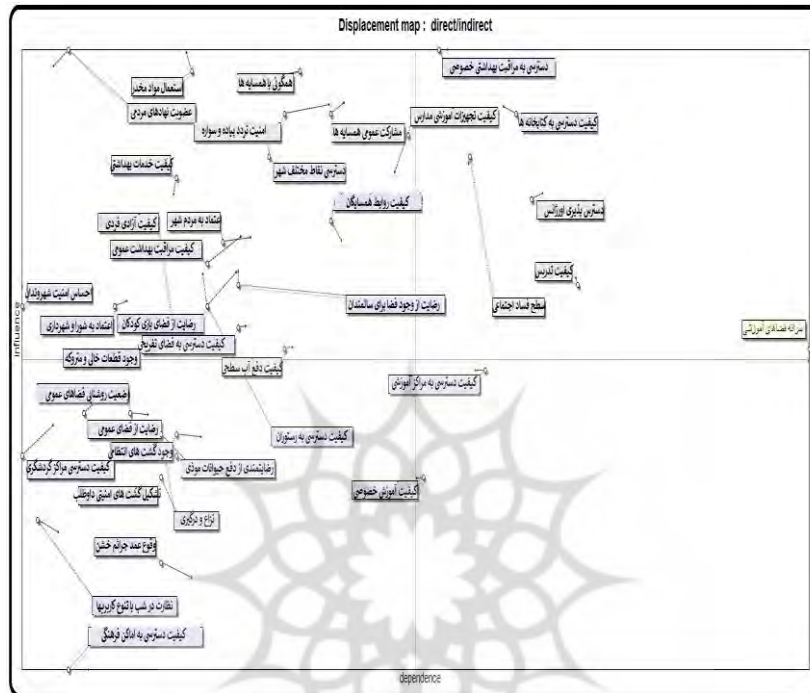 Displacement map : direct/indirect
دسترسی به مراقبت بهداشتی خصوصی
همگونی با همسایه ها
استعمال مواد مخدر
عضویت نهادهای مردمی
کیفیت تجهیزات آموزشی مدارس
کیفیت دسترسی به کتابخانه ها
امنیت تردد پیاده و سواره
مشارکت عمومی همسایه ها
کیفیت خدمات بهداشتی
دسترسی نقاط مختلف شهر
کیفیت روابط همسایگان
دسترس پذیری اورژانس
اعتماد به مردم شهر
کیفیت آزادی فردی
کیفیت مراقبت بهداشت عمومی
کیفیت تدریس
احساس امنیت شهروندان
رضایت از وجود فضا برای سالمندان
سطح فساد اجتماعی
رضایت از فضای بازی کودکان
اعتماد به شورا و شهرداری
سرانه فضاهای آموزشی
کیفیت دسترسی به فضای تفریحی
influence
وجود قطعات خالی و متروکه
کیفیت دفع آب سطحی
کیفیت دسترسی به مراکز آموزشی
وضعیت روشنایی فضاهای عمومی
رضایت از فضای عمومی
کیفیت دسترسی به رستوران
وجود گشت های انتظامی
کیفیت دسترسی مراکز گردشگری
رضایتمندی از دفع حیوانات موذی
کیفیت آموزش خصوصی
تشکیل گشت های امنیتی داوطلب
نزاع و درگیری
وقوع عمد جرائم خشن
نظارت در شب با تنوع کاربریها
کیفیت دسترسی به اماکن فرهنگی
dependence